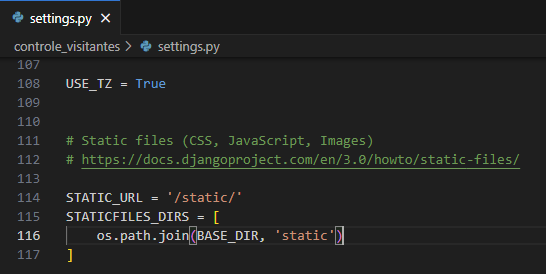 settings.py ×
controle_visitantes > settings.py
107
108 USE_TZ = True
109
110
111 # Static files (CSS, JavaScript, Images)
112 # https://docs.djangoproject.com/en/3.0/howto/static-files/
113
114 STATIC_URL = '/static/'
115 STATICFILES_DIRS = [
116     os.path.join(BASE_DIR, 'static')
117 ]